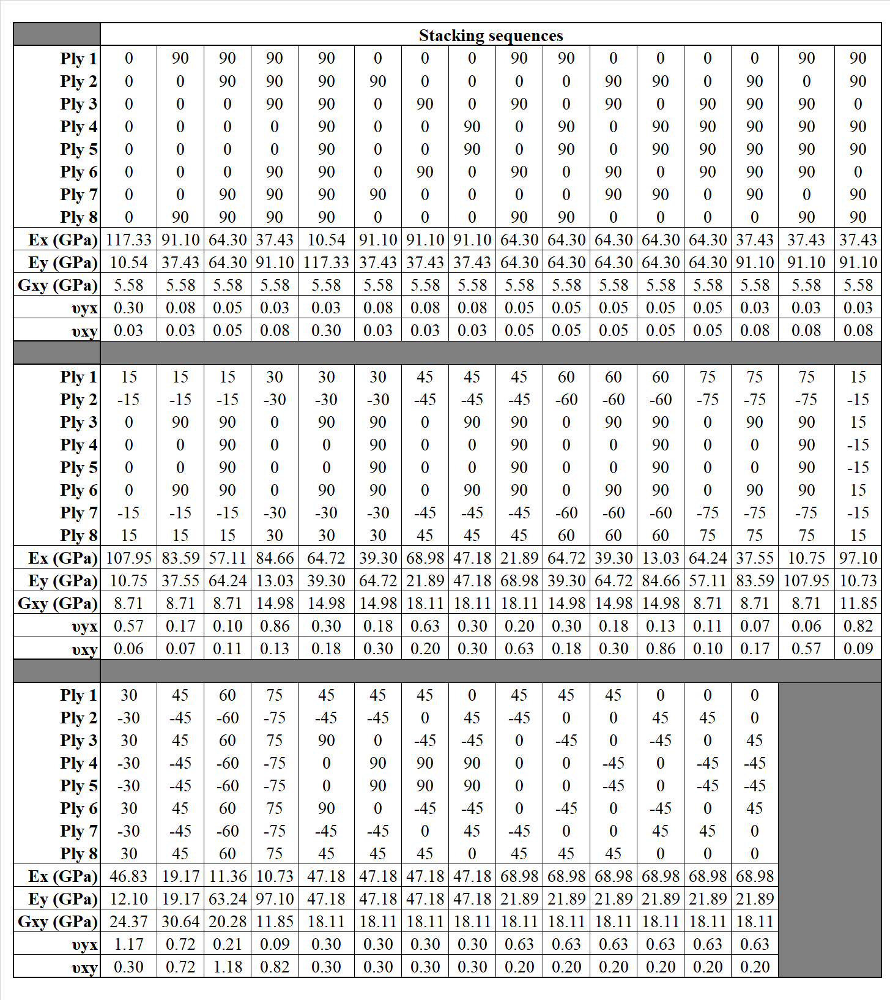 Stacking sequences
Ply 1 0 90 90 90 90 0 0 0 90 90 0 0 0 0 90 90
Ply 2 0 0 90 90 90 90 0 0 0 0 90 90 0 90 0 90
Ply 3 0 0 0 90 90 0 90 0 90 0 90 0 90 90 90 0
Ply 4 0 0 0 0 90 0 0 90 0 90 0 90 90 90 90 90
Ply 5 0 0 0 0 90 0 0 90 0 90 0 90 90 90 90 90
Ply 6 0 0 0 90 90 0 90 0 90 0 90 0 90 90 90 0
Ply 7 0 0 90 90 90 90 0 0 0 0 90 90 0 90 0 90
Ply 8 0 90 90 90 90 0 0 0 90 90 0 0 0 0 90 90
Ex (GPa) 117.33 91.10 64.30 37.43 10.54 91.10 91.10 91.10 64.30 64.30 64.30 64.30 64.30 37.43 37.43 37.43
Ey (GPa) 10.54 37.43 64.30 91.10 117.33 37.43 37.43 37.43 64.30 64.30 64.30 64.30 64.30 91.10 91.10 91.10
Gxy (GPa) 5.58 5.58 5.58 5.58 5.58 5.58 5.58 5.58 5.58 5.58 5.58 5.58 5.58 5.58 5.58 5.58
υyx 0.30 0.08 0.05 0.03 0.03 0.08 0.08 0.08 0.05 0.05 0.05 0.05 0.05 0.03 0.03 0.03
υxy 0.03 0.03 0.05 0.08 0.30 0.03 0.03 0.03 0.05 0.05 0.05 0.05 0.05 0.08 0.08 0.08
Ply 1 15 15 15 30 30 30 45 45 45 60 60 60 75 75 75 15
Ply 2 -15 -15 -15 -30 -30 -30 -45 -45 -45 -60 -60 -60 -75 -75 -75 -15
Ply 3 0 90 90 0 90 90 0 90 90 0 90 90 0 90 90 15
Ply 4 0 0 90 0 0 90 0 0 90 0 0 90 0 0 90 -15
Ply 5 0 0 90 0 0 90 0 0 90 0 0 90 0 0 90 -15
Ply 6 0 90 90 0 90 90 0 90 90 0 90 90 0 90 90 15
Ply 7 -15 -15 -15 -30 -30 -30 -45 -45 -45 -60 -60 -60 -75 -75 -75 -15
Ply 8 15 15 15 30 30 30 45 45 45 60 60 60 75 75 75 15
Ex (GPa) 107.95 83.59 57.11 84.66 64.72 39.30 68.98 47.18 21.89 64.72 39.30 13.03 64.24 37.55 10.75 97.10
Ey (GPa) 10.75 37.55 64.24 13.03 39.30 64.72 21.89 47.18 68.98 39.30 64.72 84.66 57.11 83.59 107.95 10.73
Gxy (GPa) 8.71 8.71 8.71 14.98 14.98 14.98 18.11 18.11 18.11 14.98 14.98 14.98 8.71 8.71 8.71 11.85
υyx 0.57 0.17 0.10 0.86 0.30 0.18 0.63 0.30 0.20 0.30 0.18 0.13 0.11 0.07 0.06 0.82
υxy 0.06 0.07 0.11 0.13 0.18 0.30 0.20 0.30 0.63 0.18 0.30 0.86 0.10 0.17 0.57 0.09
Ply 1 30 45 60 75 45 45 45 0 45 45 45 0 0 0
Ply 2 -30 -45 -60 -75 -45 -45 0 45 -45 0 0 45 45 0
Ply 3 30 45 60 75 90 0 -45 -45 0 -45 0 -45 0 45
Ply 4 -30 -45 -60 -75 0 90 90 90 0 0 -45 0 -45 -45
Ply 5 -30 -45 -60 -75 0 90 90 90 0 0 -45 0 -45 -45
Ply 6 30 45 60 75 90 0 -45 -45 0 -45 0 -45 0 45
Ply 7 -30 -45 -60 -75 -45 -45 0 45 -45 0 0 45 45 0
Ply 8 30 45 60 75 45 45 45 0 45 45 45 0 0 0
Ex (GPa) 46.83 19.17 11.36 10.73 47.18 47.18 47.18 47.18 68.98 68.98 68.98 68.98 68.98 68.98
Ey (GPa) 12.10 19.17 63.24 97.10 47.18 47.18 47.18 47.18 21.89 21.89 21.89 21.89 21.89 21.89
Gxy (GPa) 24.37 30.64 20.28 11.85 18.11 18.11 18.11 18.11 18.11 18.11 18.11 18.11 18.11 18.11
υyx 1.17 0.72 0.21 0.09 0.30 0.30 0.30 0.30 0.63 0.63 0.63 0.63 0.63 0.63
υxy 0.30 0.72 1.18 0.82 0.30 0.30 0.30 0.30 0.20 0.20 0.20 0.20 0.20 0.20